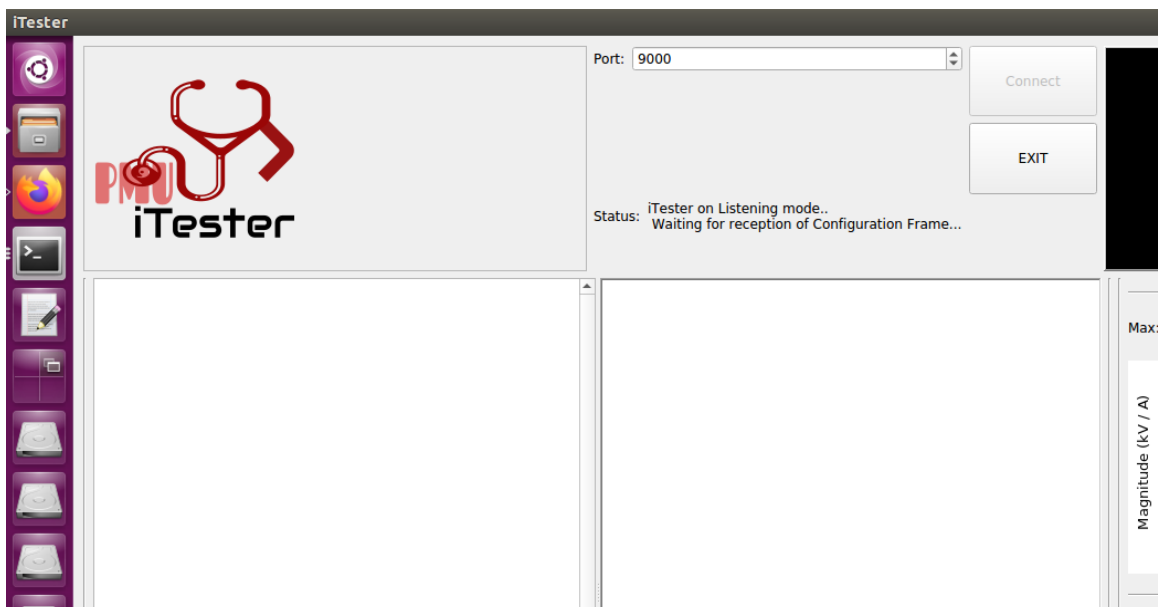 iTester
Port: 9000
Connect
EXIT
PMU
iTester
Status: iTester on Listening mode..
Waiting for reception of Configuration Frame...
Max:
Magnitude (kV / A)